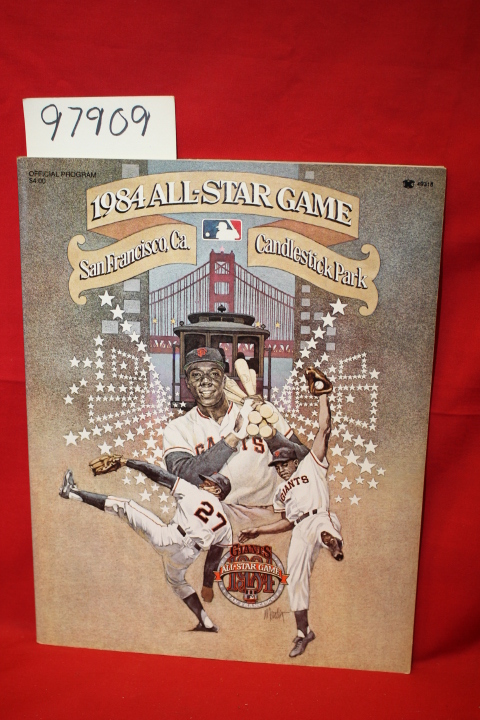 97909
OFFICIAL PROGRAM
$4.00
49318
1984 ALL-STAR GAME
San Francisco, Ca.
Candlestick Park
GIANTS
GIANTS
27
GIANTS
ALL-STAR GAME
1984